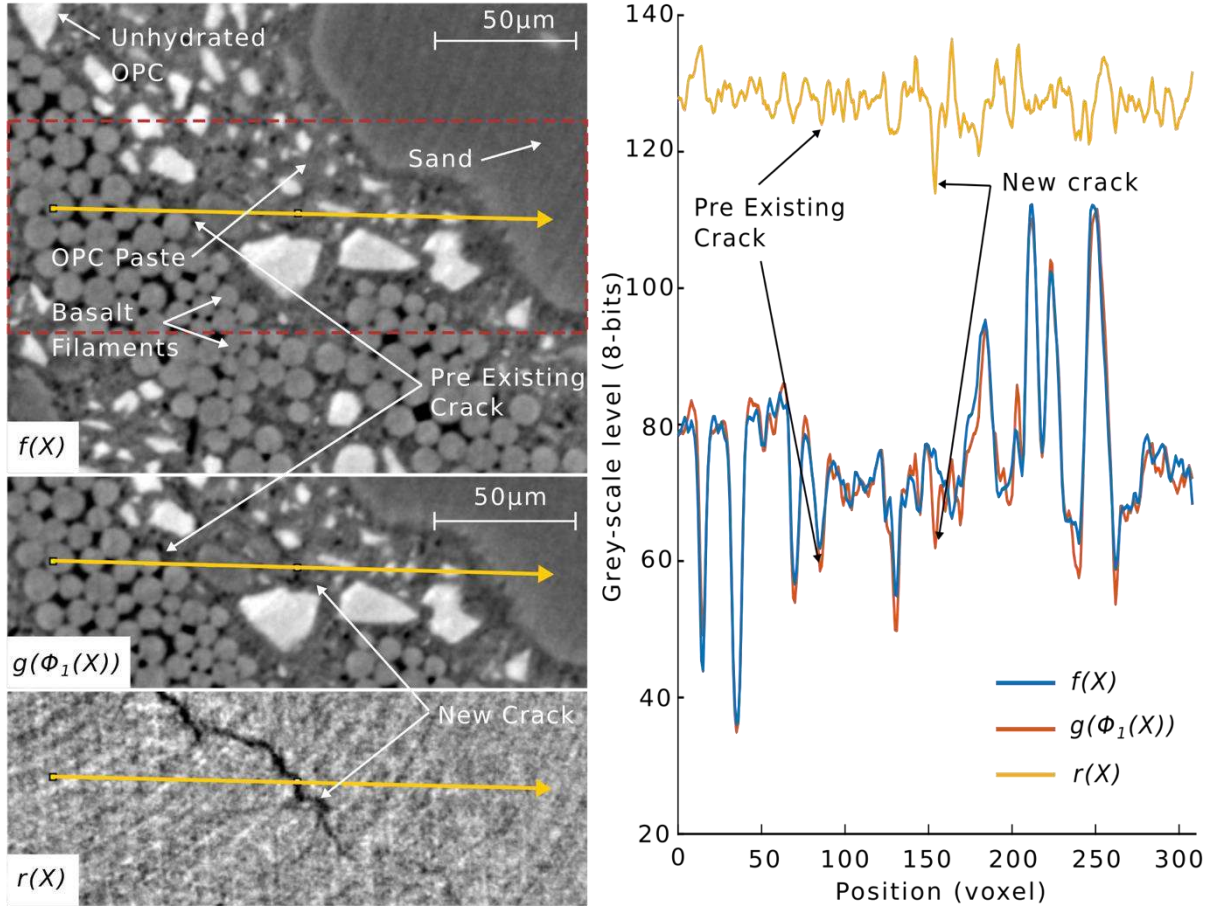 Unhydrated
OPC
50μm
Sand
OPC Paste
Basalt
Filaments
Pre Existing
Crack
f(X)
50μm
g(Φ₁(X))
New Crack
r(X)
140
120
100
80
60
40
20
Grey-scale level (8-bits)
Pre Existing
Crack
New crack
f(X)
g(Φ₁(X))
r(X)
0
50
100
150
200
250
300
Position (voxel)